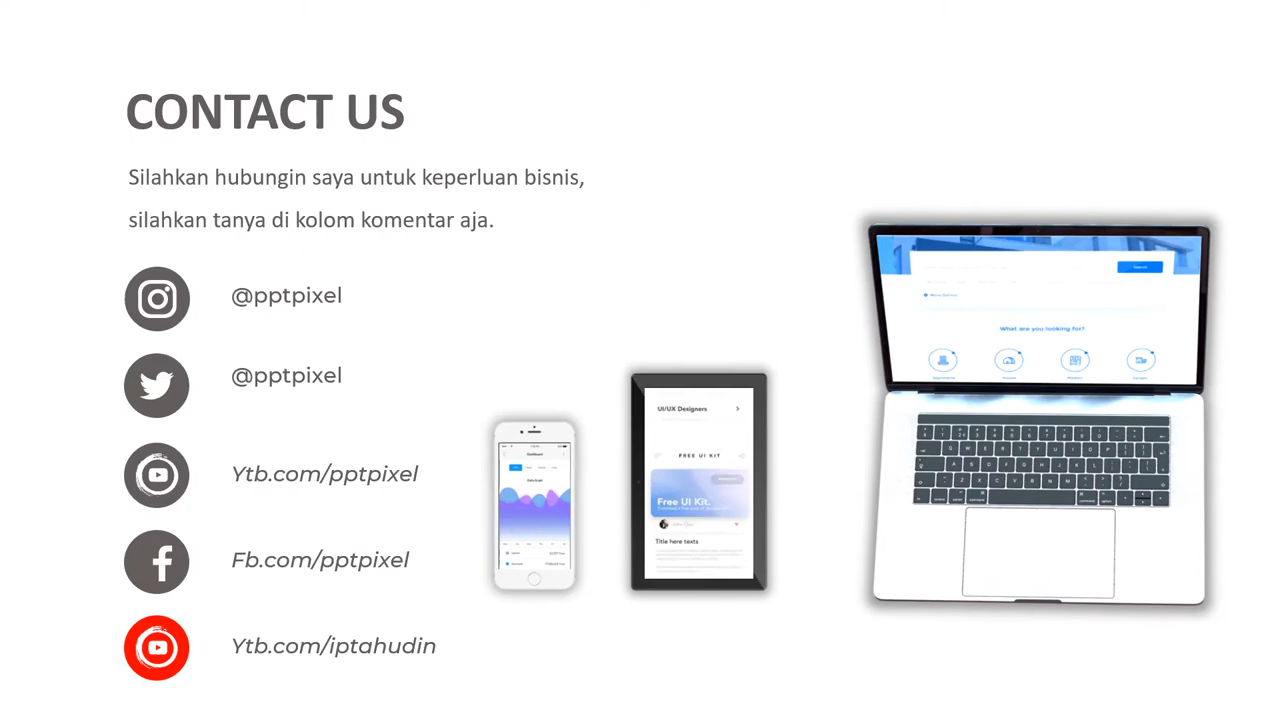 CONTACT US
Silahkan hubungin saya untuk keperluan bisnis,
silahkan tanya di kolom komentar aja.
@pptpixel
@pptpixel
Ytb.com/pptpixel
Fb.com/pptpixel
Ytb.com/iptahudin
Dashboard
UI/UX Designers
FREE UI KIT
Free UI Kit.
Title here texts
What are you looking for?